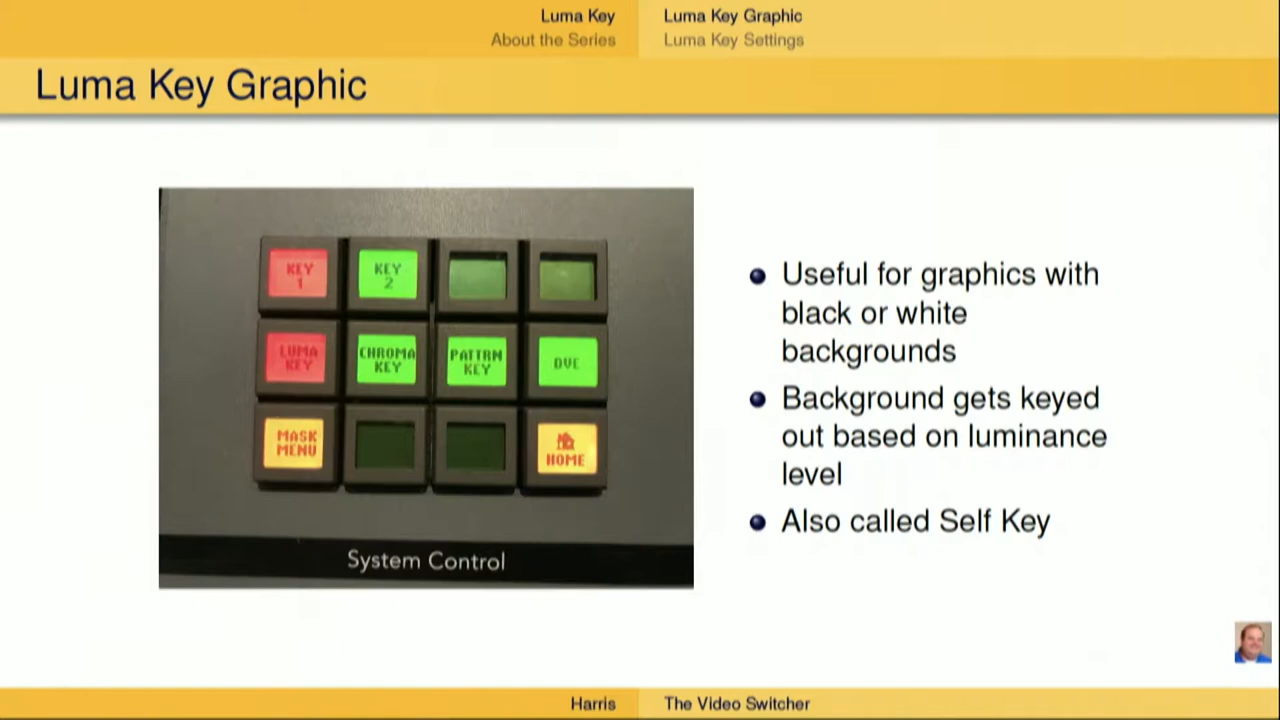 Luma Key
About the Series
Luma Key Graphic
Luma Key Settings
Luma Key Graphic
KEY
1
KEY
2
LUMA
KEY
CHROMA
KEY
PATTRN
KEY
DVE
MASK
MENU
HOME
System Control
Useful for graphics with
black or white
backgrounds
Background gets keyed
out based on luminance
level
Also called Self Key
Harris
The Video Switcher